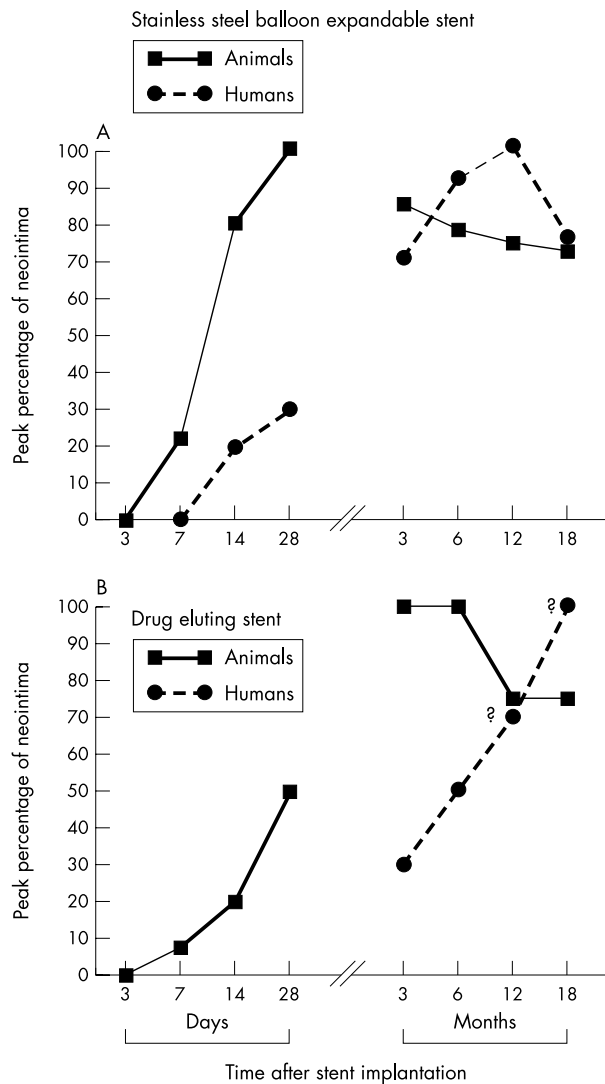 Stainless steel balloon expandable stent
Animals
Humans
A
100
90
80
70
60
50
40
30
20
10
0
Peak percentage of neointima
3 7 14 28 3 6 12 18
B
Drug eluting stent
Animals
Humans
100
90
80
70
60
50
40
30
20
10
0
Peak percentage of neointima
?
?
3 7 14 28 3 6 12 18
Days Months
Time after stent implantation